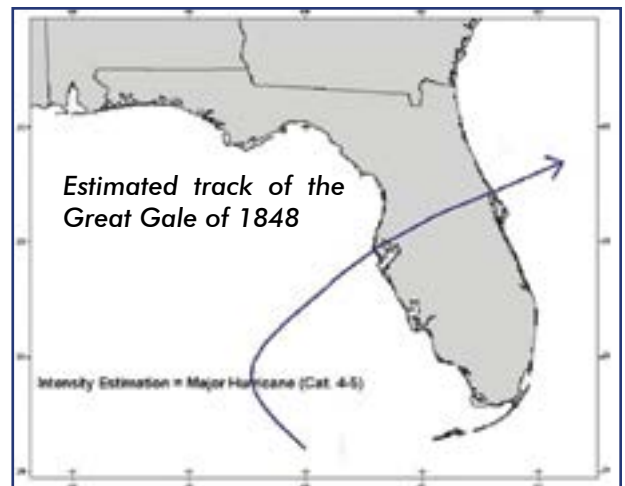 Estimated track of the
Great Gale of 1848
Intensity Estimation = Major Hurricane (Cat. 4-5)